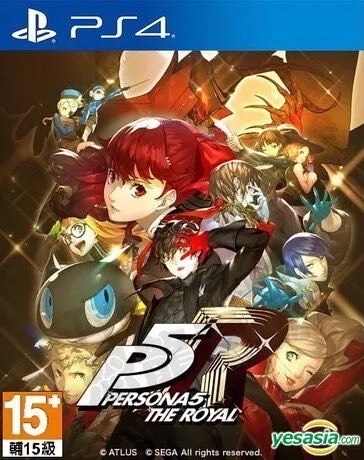 PS4
P5R
PERSONA5
THE ROYAL
15+
輔15級
© ATLUS © SEGA All rights reserved.
yesasia.com